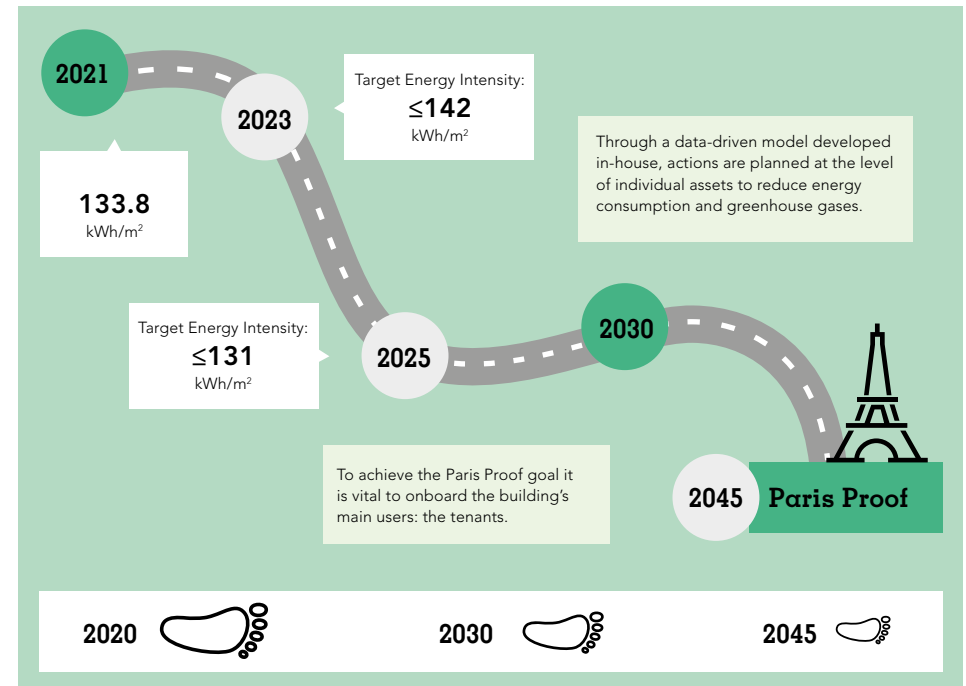 2021
133.8
kWh/m²
2023
Target Energy Intensity:
≤142
kWh/m²
Through a data-driven model developed
in-house, actions are planned at the level
of individual assets to reduce energy
consumption and greenhouse gases.
Target Energy Intensity:
≤131
kWh/m²
2025
2030
To achieve the Paris Proof goal it
is vital to onboard the building’s
main users: the tenants.
2045 Paris Proof
2020
2030
2045